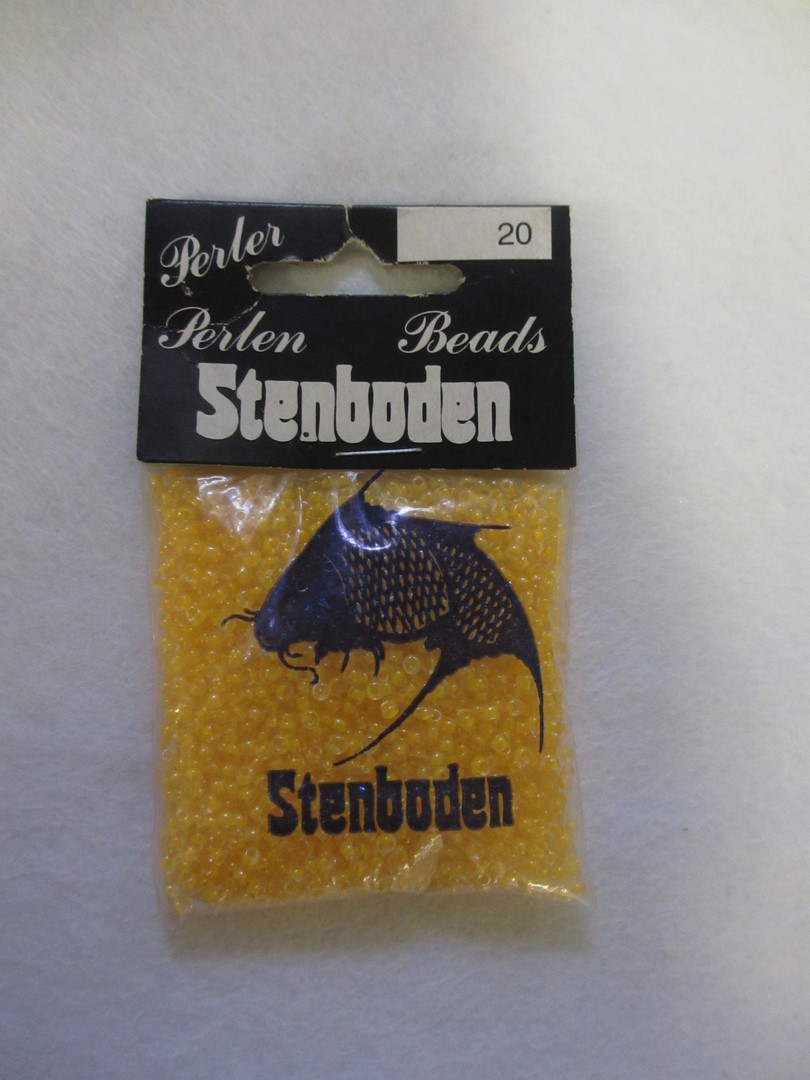 Perler
20
Perlen Beads
Stenboden
Stenboden